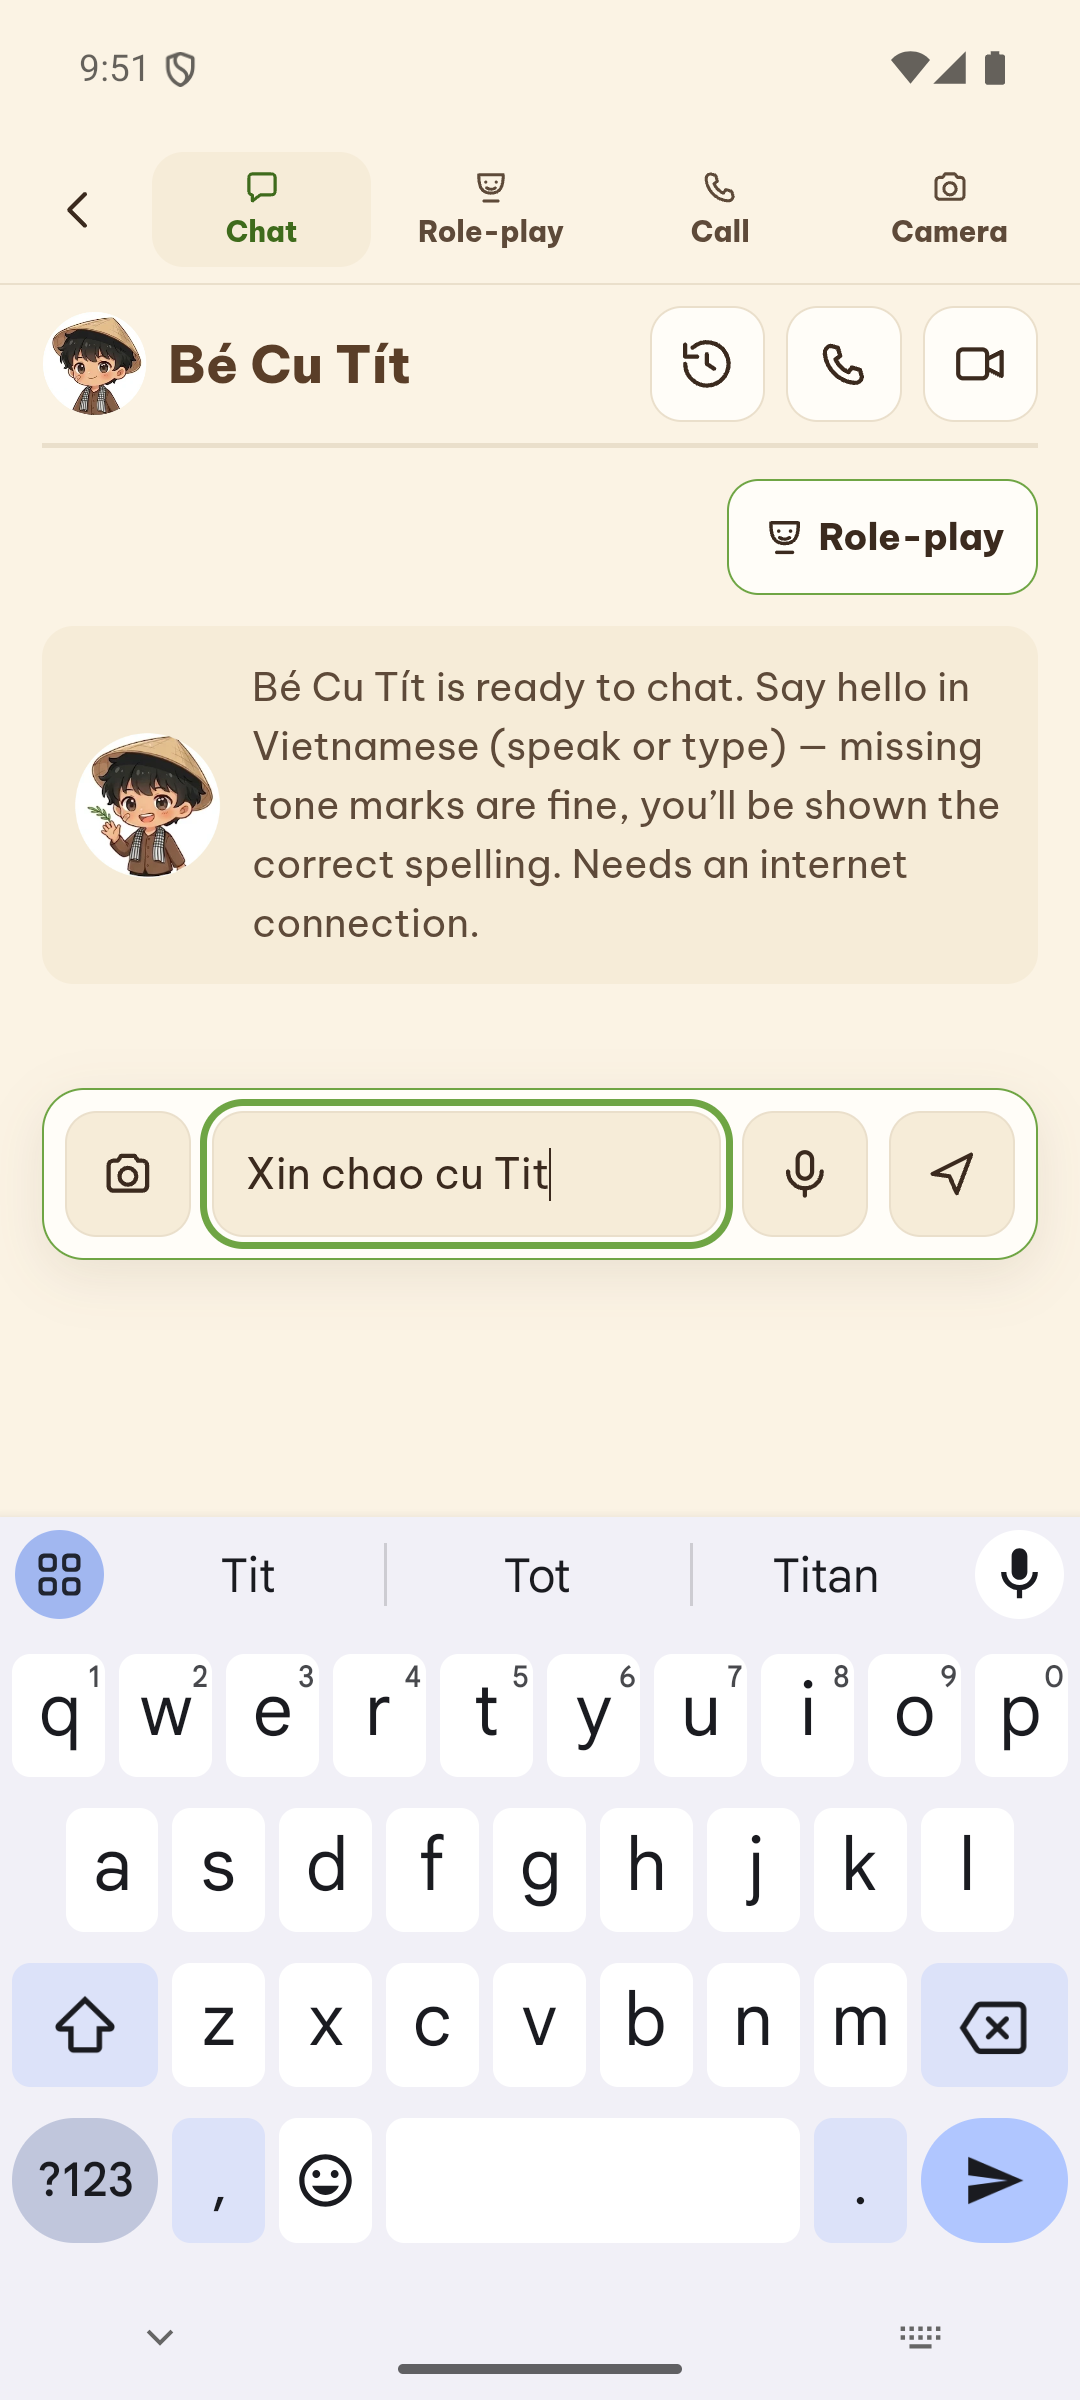 9:51
Chat
Role-play
Call
Camera
Bé Cu Tít
Role-play
Bé Cu Tít is ready to chat. Say hello in
Vietnamese (speak or type) — missing
tone marks are fine, you’ll be shown the
correct spelling. Needs an internet
connection.
Xin chao cu Tit
Tit Tot Titan
q1 w2 e3 r4 t5 y6 u7 i8 o9 p0
a s d f g h j k l
z x c v b n m
?123 , .